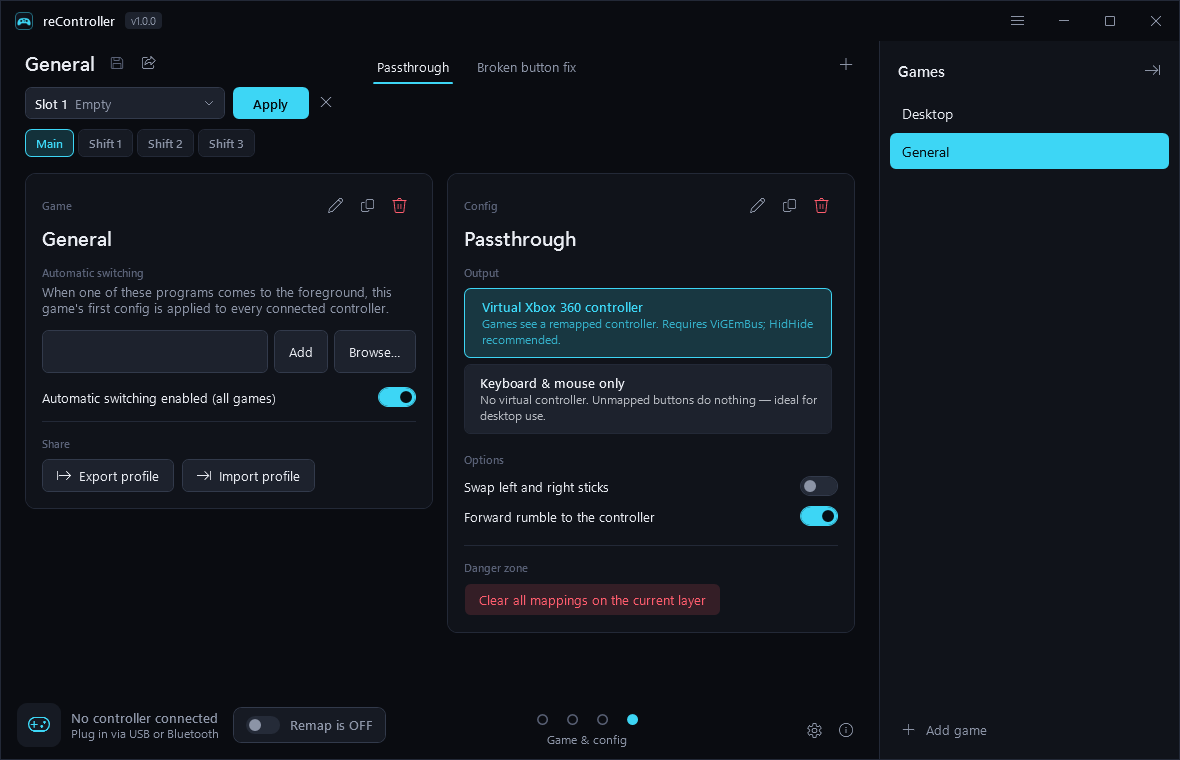 reController v1.0.0
General
Passthrough
Broken button fix
Slot 1 Empty
Apply
Main
Shift 1
Shift 2
Shift 3
Game
General
Automatic switching
When one of these programs comes to the foreground, this
game's first config is applied to every connected controller.
Add
Browse...
Automatic switching enabled (all games)
Share
Export profile
Import profile
Config
Passthrough
Output
Virtual Xbox 360 controller
Games see a remapped controller. Requires ViGEmBus; HidHide
recommended.
Keyboard & mouse only
No virtual controller. Unmapped buttons do nothing — ideal for
desktop use.
Options
Swap left and right sticks
Forward rumble to the controller
Danger zone
Clear all mappings on the current layer
Games
Desktop
General
No controller connected
Plug in via USB or Bluetooth
Remap is OFF
Game & config
Add game